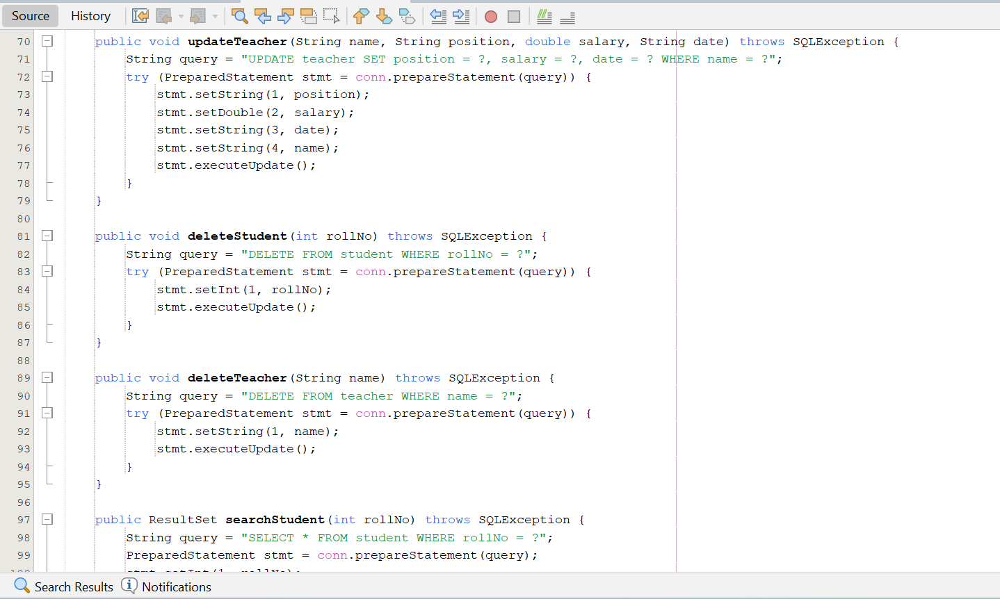 Source History
70 public void updateTeacher(String name, String position, double salary, String date) throws SQLException {
71 String query = "UPDATE teacher SET position = ?, salary = ?, date = ? WHERE name = ?";
72 try (PreparedStatement stmt = conn.prepareStatement(query)) {
73 stmt.setString(1, position);
74 stmt.setDouble(2, salary);
75 stmt.setString(3, date);
76 stmt.setString(4, name);
77 stmt.executeUpdate();
78 }
79 }
80
81 public void deleteStudent(int rollNo) throws SQLException {
82 String query = "DELETE FROM student WHERE rollNo = ?";
83 try (PreparedStatement stmt = conn.prepareStatement(query)) {
84 stmt.setInt(1, rollNo);
85 stmt.executeUpdate();
86 }
87 }
88
89 public void deleteTeacher(String name) throws SQLException {
90 String query = "DELETE FROM teacher WHERE name = ?";
91 try (PreparedStatement stmt = conn.prepareStatement(query)) {
92 stmt.setString(1, name);
93 stmt.executeUpdate();
94 }
95 }
96
97 public ResultSet searchStudent(int rollNo) throws SQLException {
98 String query = "SELECT * FROM student WHERE rollNo = ?";
99 PreparedStatement stmt = conn.prepareStatement(query);
Search Results Notifications